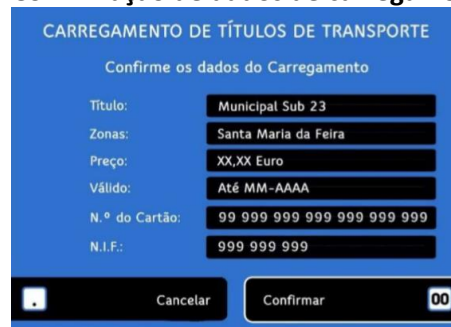 CARREGAMENTO DE TÍTULOS DE TRANSPORTE
Confirme os dados do Carregamento
Título: Municipal Sub 23
Zonas: Santa Maria da Feira
Preço: XX,XX Euro
Válido: Até MM-AAAA
N.º do Cartão: 99 999 999 999 999 999 999
N.I.F.: 999 999 999
. Cancelar Confirmar 00